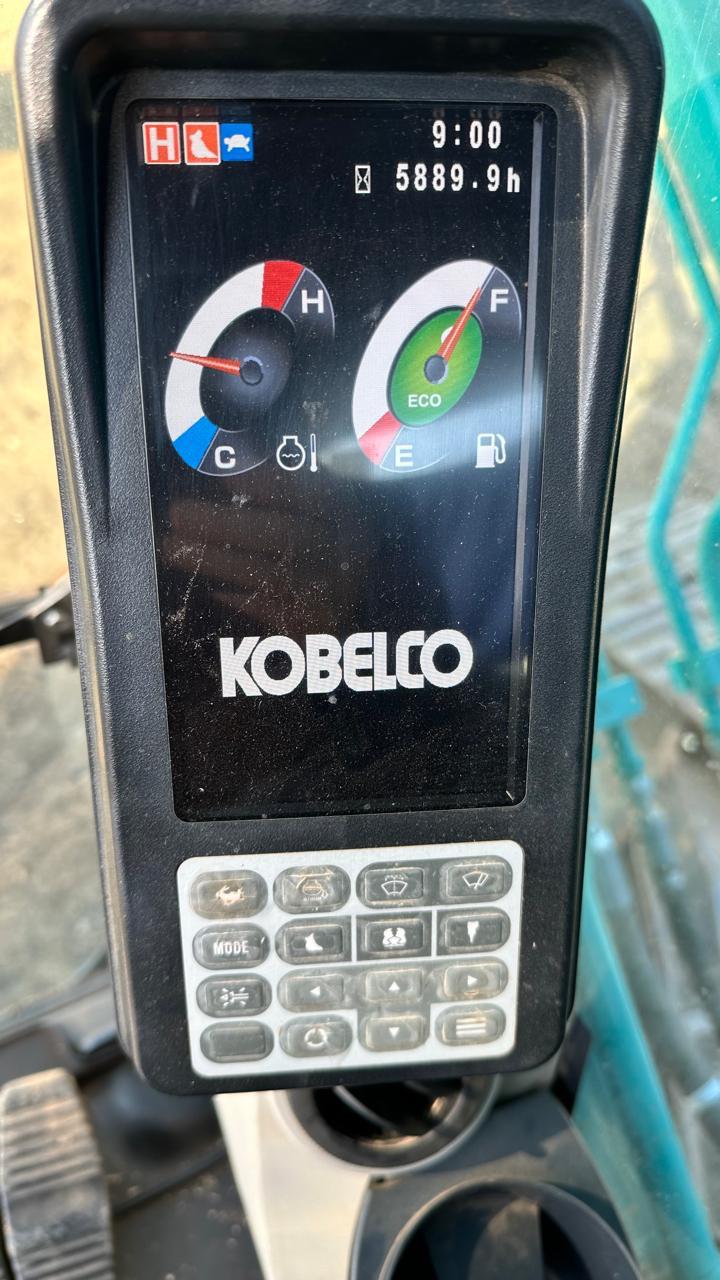 H
9:00
5889.9h
H
F
ECO
C
E
KOBELCO
MODE